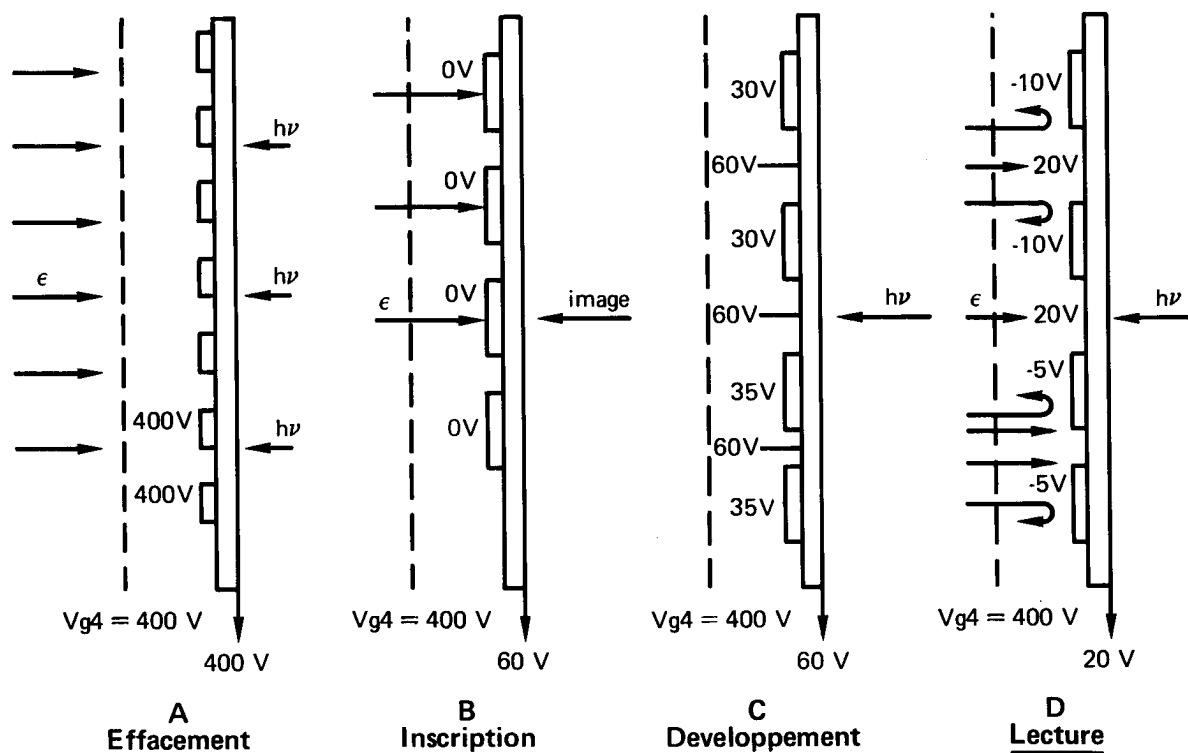 hν
hν
ϵ
400V
hν
400V
Vg4 = 400 V
400 V
A
Effacement
0V
0V
0V
ϵ
image
0V
Vg4 = 400 V
60 V
B
Inscription
30V
60V
30V
hν
60V
35V
60V
35V
Vg4 = 400 V
60 V
C
Developpement
-10V
20V
-10V
hν
ϵ
20V
-5V
-5V
Vg4 = 400 V
20 V
D
Lecture